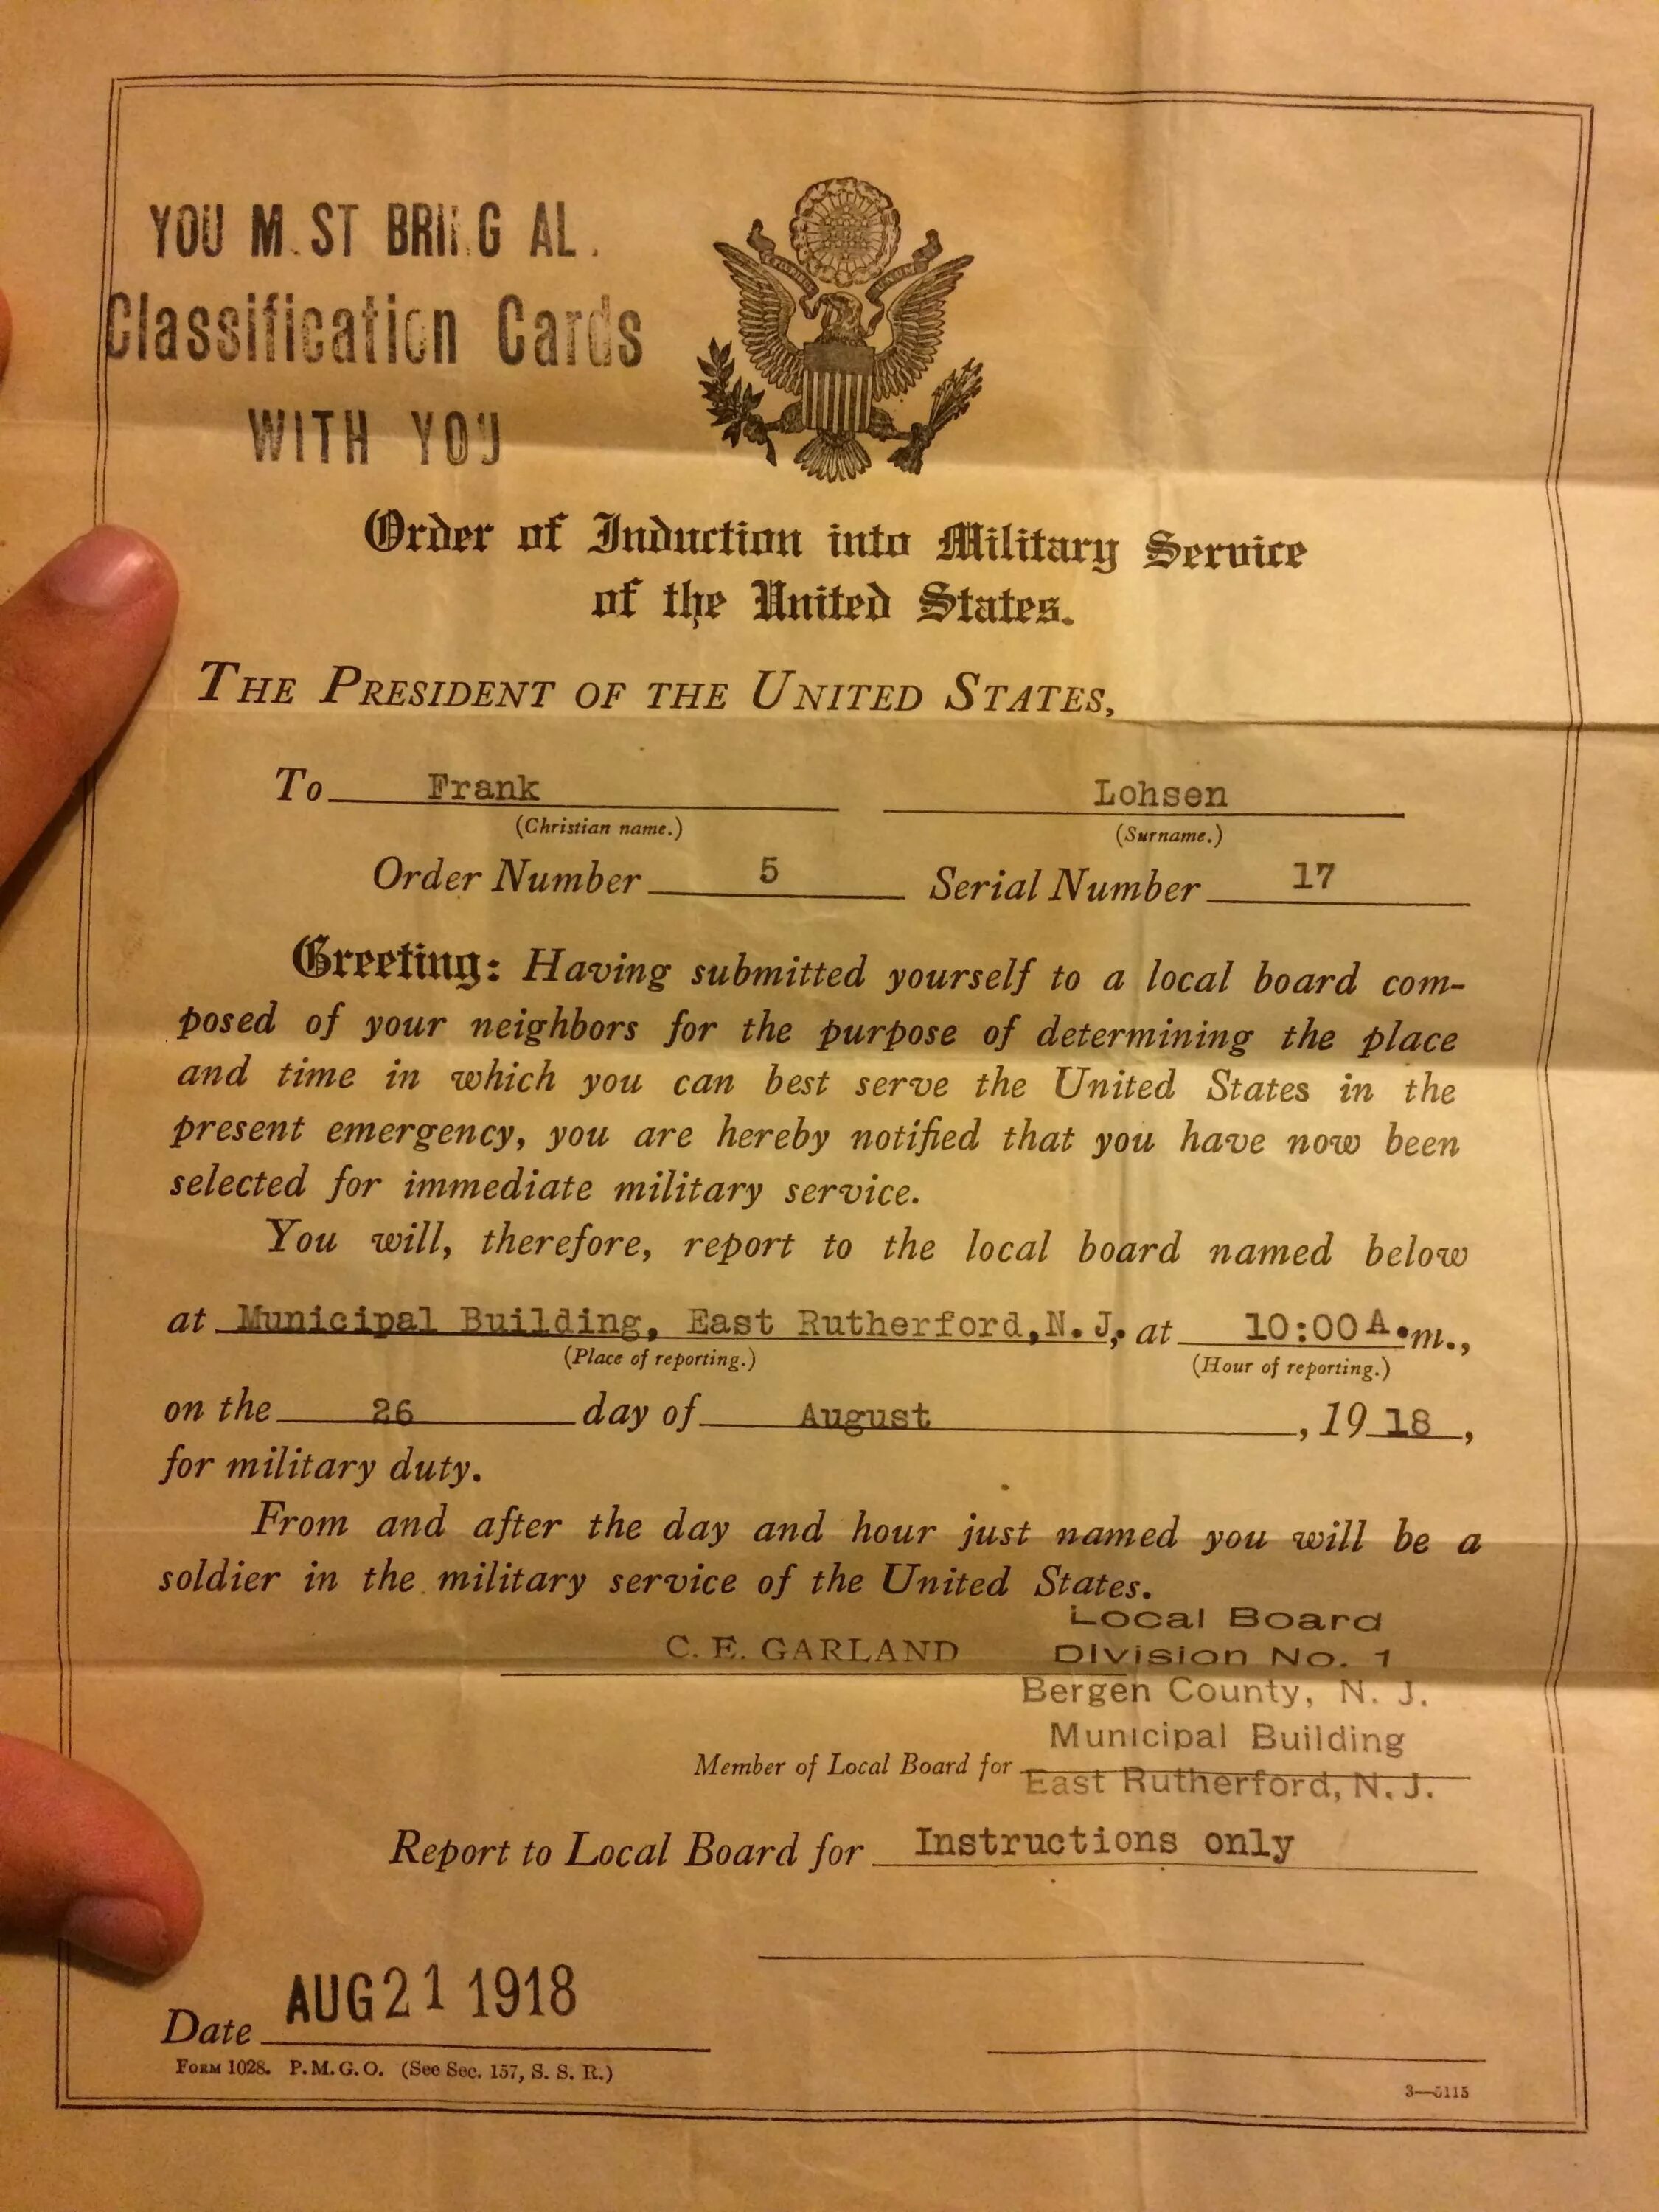 YOU M ST BRING AL
Classification Cards
WITH YOU
Order of Induction into Military Service
of the United States.
THE PRESIDENT OF THE UNITED STATES,
To Frank Lohsen
(Christian name.) (Surname.)
Order Number 5 Serial Number 17
Greeting: Having submitted yourself to a local board com-
posed of your neighbors for the purpose of determining the place
and time in which you can best serve the United States in the
present emergency, you are hereby notified that you have now been
selected for immediate military service.
You will, therefore, report to the local board named below
at Municipal Building, East Rutherford, N. J. at 10:00 A.m.,
(Place of reporting.) (Hour of reporting.)
on the 26 day of August, 19 18,
for military duty.
From and after the day and hour just named you will be a
soldier in the military service of the United States.
Local Board
C. E. GARLAND Division No. 1
Bergen County, N. J.
Municipal Building
Member of Local Board for East Rutherford, N. J.
Report to Local Board for Instructions only
Date AUG 21 1918
FORM 1028. P. M. G. O. (See Sec. 157, S. S. R.)